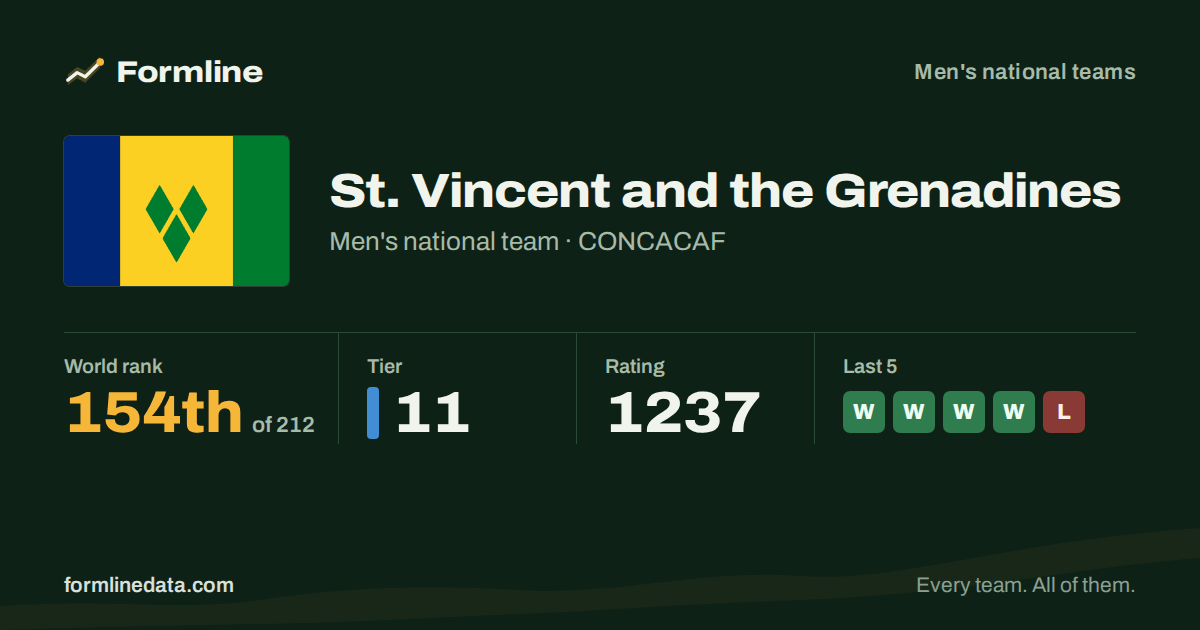 Formline
Men's national teams
St. Vincent and the Grenadines
Men's national team · CONCACAF
World rank
154th of 212
Tier
11
Rating
1237
Last 5
W W W W L
formlinedata.com
Every team. All of them.